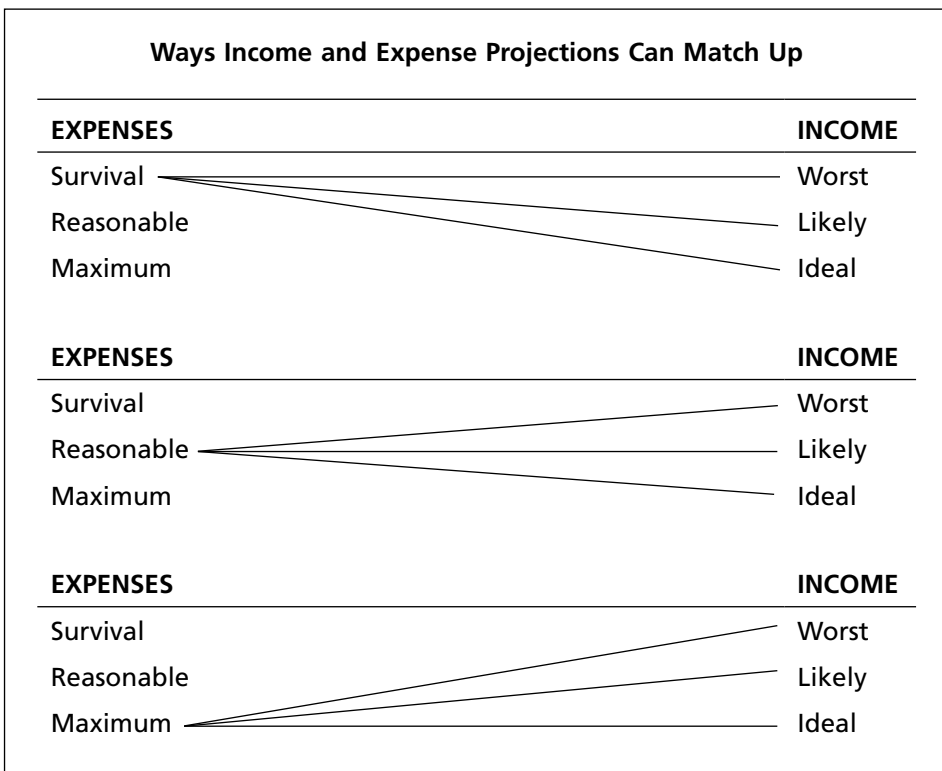 Ways Income and Expense Projections Can Match Up
EXPENSES INCOME
Survival Worst
Reasonable Likely
Maximum Ideal
EXPENSES INCOME
Survival Worst
Reasonable Likely
Maximum Ideal
EXPENSES INCOME
Survival Worst
Reasonable Likely
Maximum Ideal